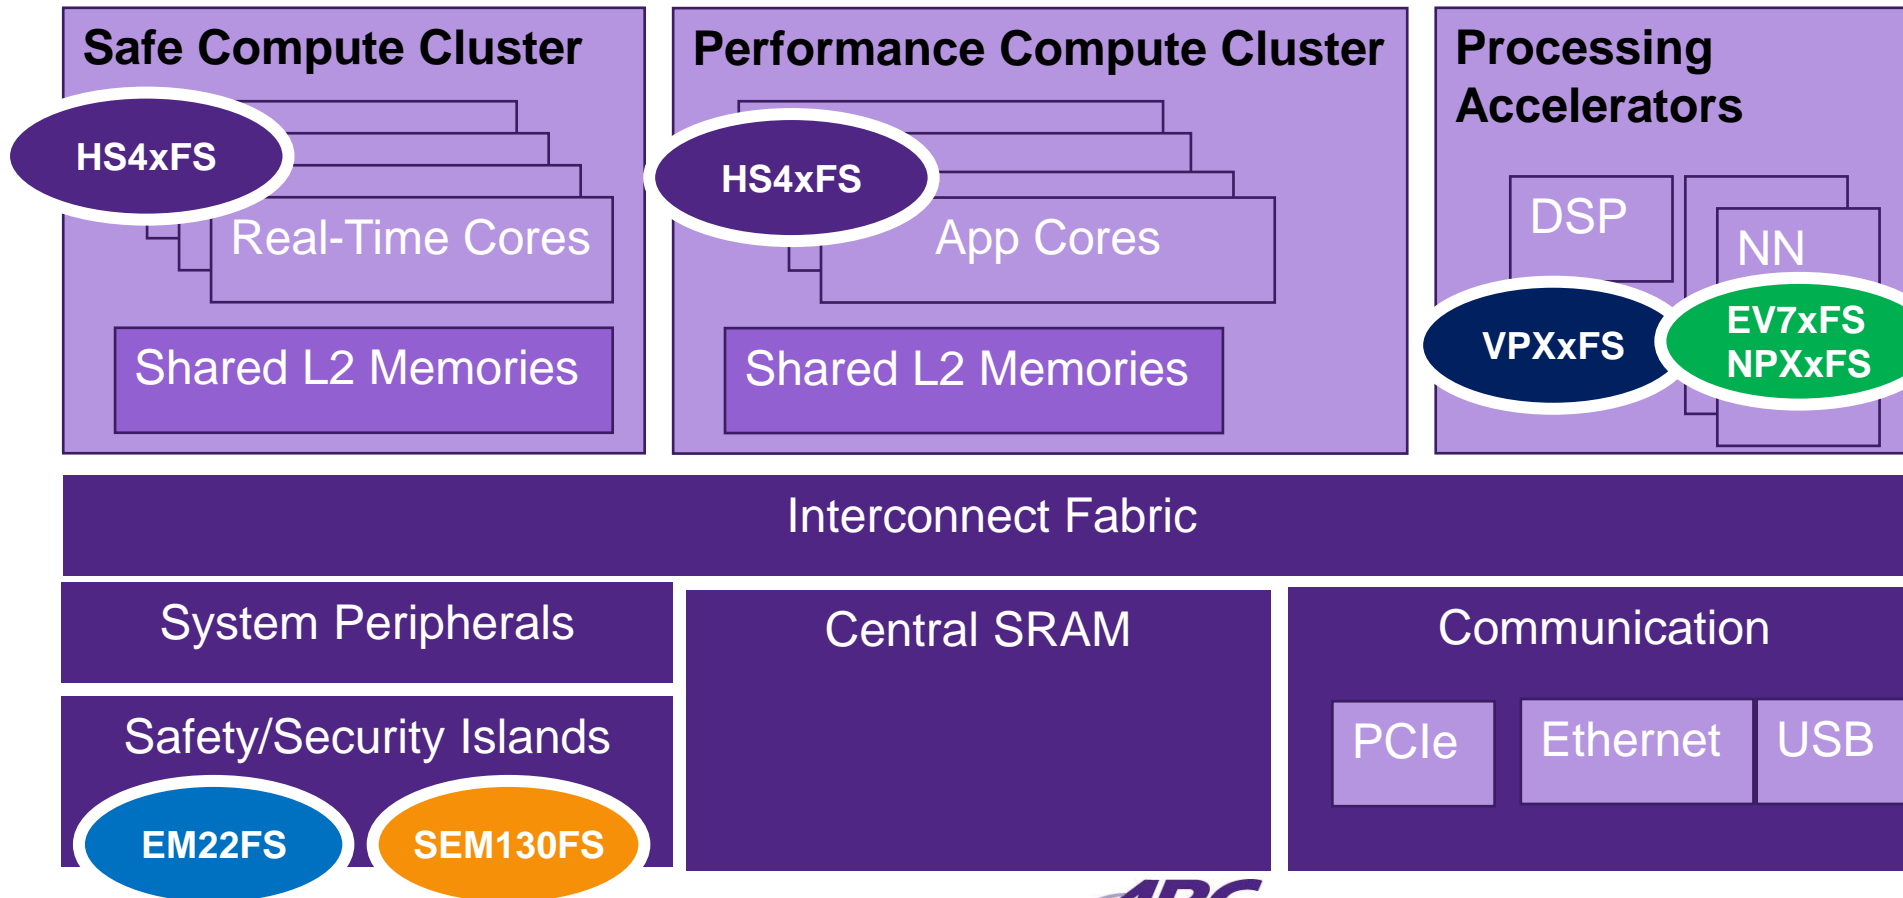 Safe Compute Cluster
HS4xFS
Real-Time Cores
Shared L2 Memories
Performance Compute Cluster
HS4xFS
App Cores
Shared L2 Memories
Processing
Accelerators
DSP
NN
VPXxFS
EV7xFS
NPXxFS
Interconnect Fabric
System Peripherals
Safety/Security Islands
EM22FS
SEM130FS
Central SRAM
Communication
PCIe
Ethernet
USB